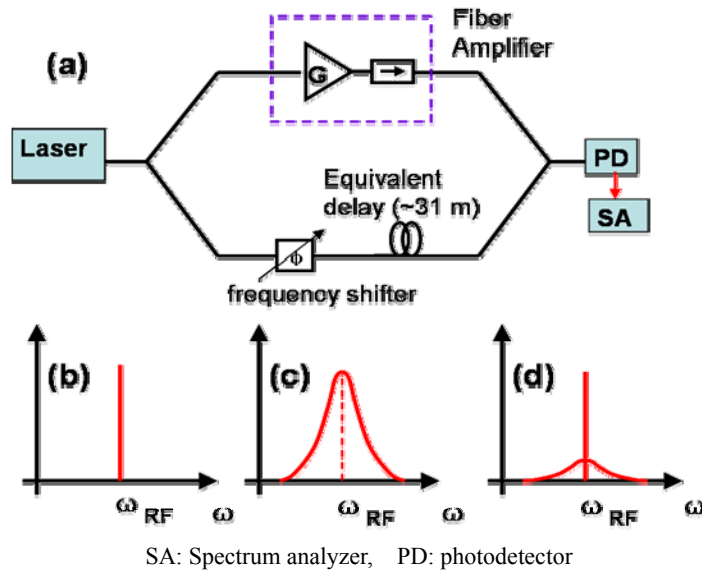 Fiber
Amplifier
(a)
G
Laser
PD
Equivalent
delay (~31 m)
SA
Φ
frequency shifter
(b)
(c)
(d)
ω RF ω
ω RF ω
ω RF ω
SA: Spectrum analyzer, PD: photodetector